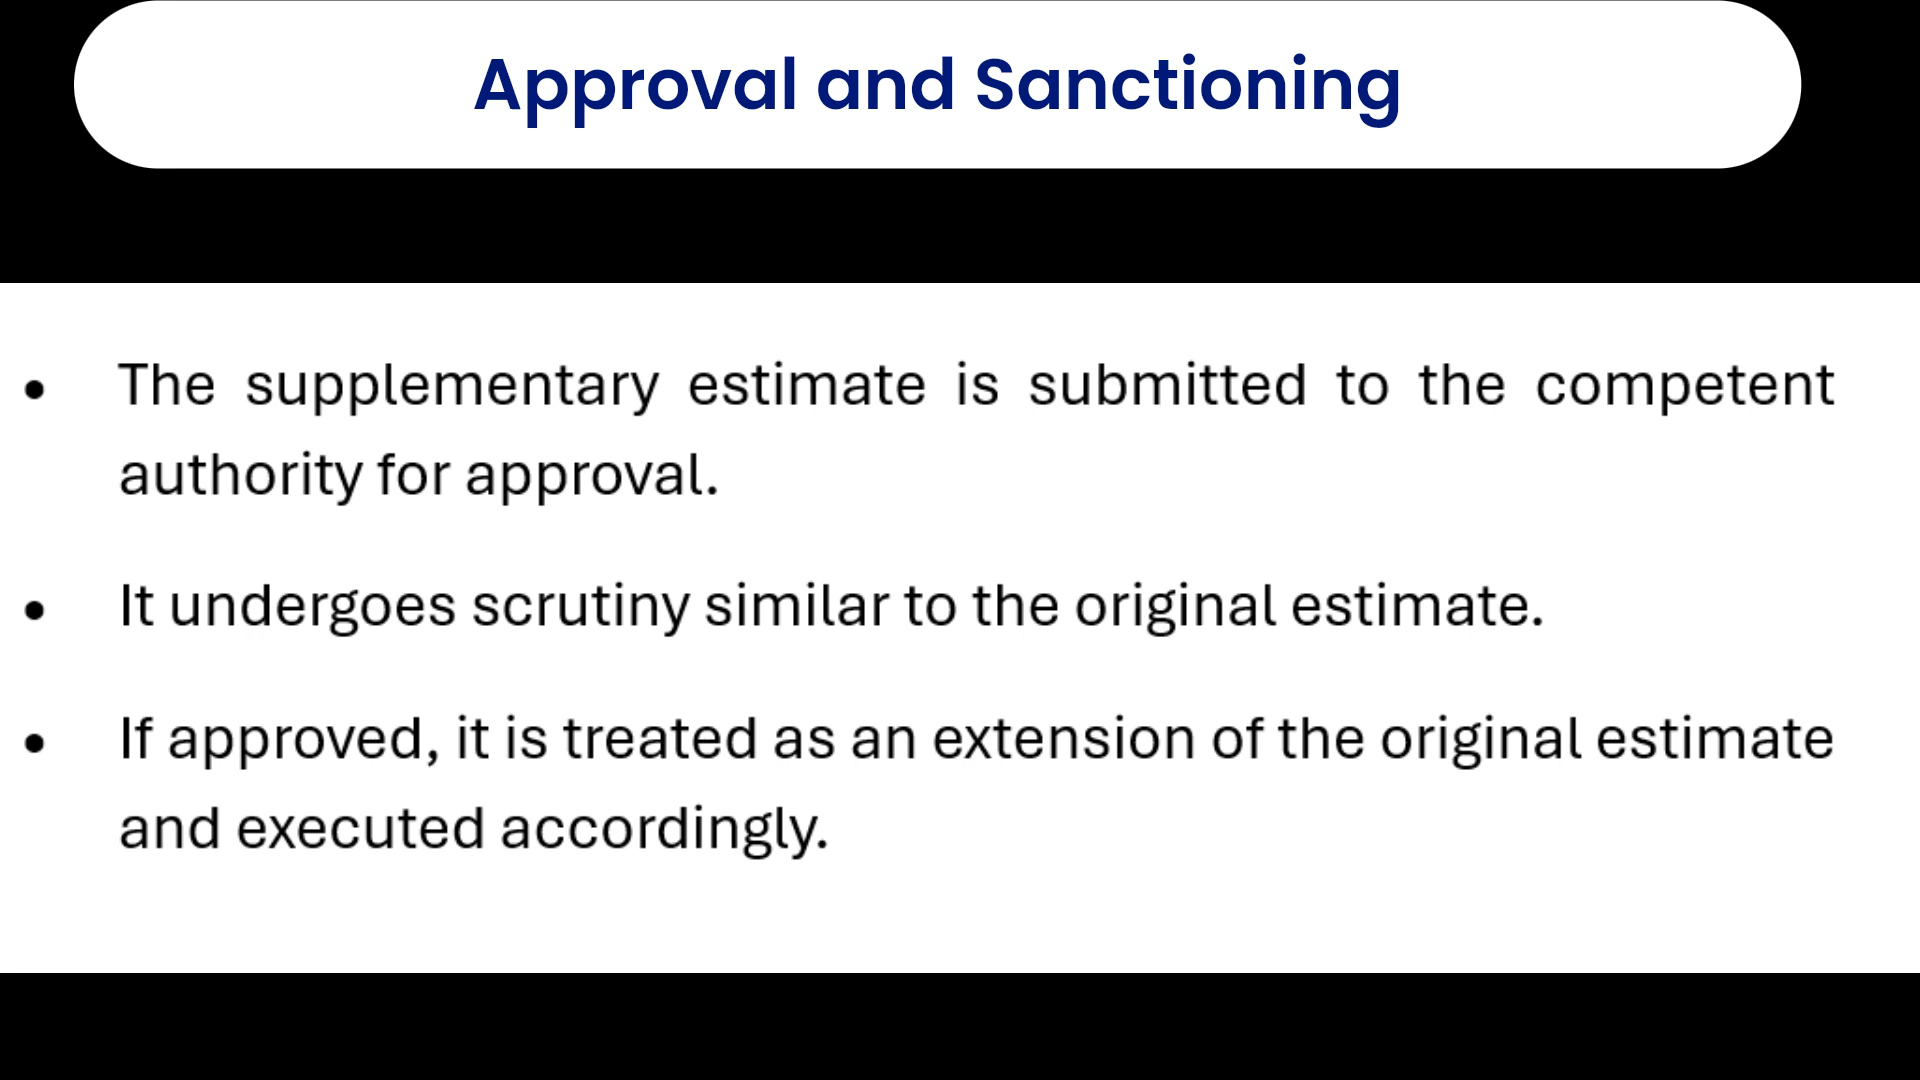 Approval and Sanctioning
• The supplementary estimate is submitted to the competent
authority for approval.
• It undergoes scrutiny similar to the original estimate.
• If approved, it is treated as an extension of the original estimate
and executed accordingly.